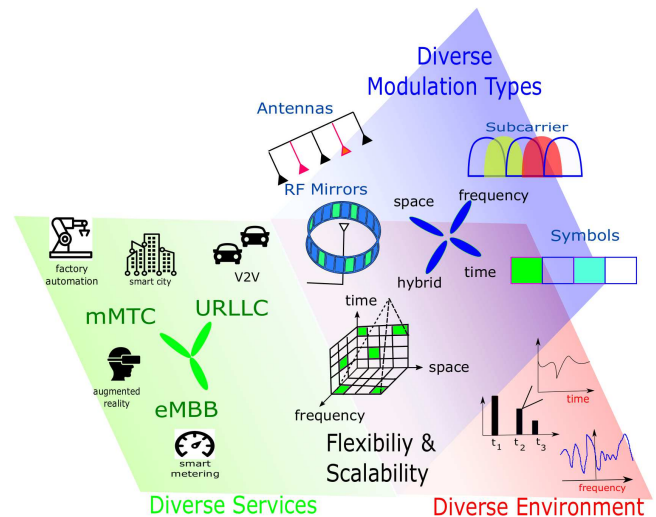 Diverse
Modulation Types
Antennas
Subcarrier
RF Mirrors
space
frequency
hybrid
time
Symbols
factory
automation
smart city
V2V
mMTC
URLLC
augmented
reality
eMBB
smart
metering
time
space
frequency
Flexibiliy &
Scalability
time
t1
t2
t3
frequency
Diverse Services
Diverse Environment